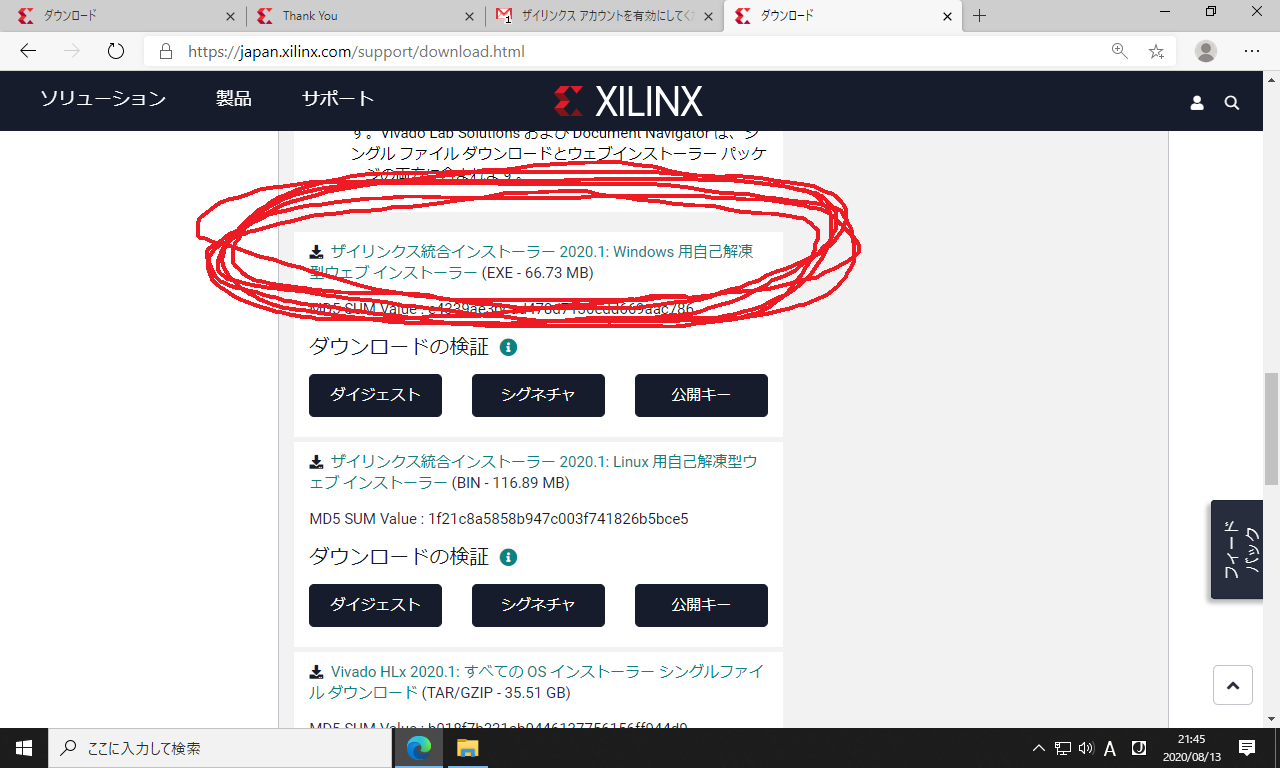 ダウンロード
Thank You
ザイリンクス アカウントを有効にしてく
ダウンロード
https://japan.xilinx.com/support/download.html
ソリューション
製品
サポート
XILINX
す。Vivado Lab Solutions および Document Navigator は、シ
ングル ファイル ダウンロードとウェブインストーラー パッケ
ザイリンクス統合インストーラー 2020.1: Windows 用自己解凍
型ウェブ インストーラー (EXE - 66.73 MB)
MD5 SUM Value :
ダウンロードの検証
ダイジェスト
シグネチャ
公開キー
ザイリンクス統合インストーラー 2020.1: Linux 用自己解凍型ウ
ェブ インストーラー (BIN - 116.89 MB)
MD5 SUM Value : 1f21c8a5858b947c003f741826b5bce5
ダウンロードの検証
ダイジェスト
シグネチャ
公開キー
フィード
バック
Vivado HLx 2020.1: すべての OS インストーラー シングルファイ
ル ダウンロード (TAR/GZIP - 35.51 GB)
MD5 SUM Value :
ここに入力して検索
A
J
21:45
2020/08/13